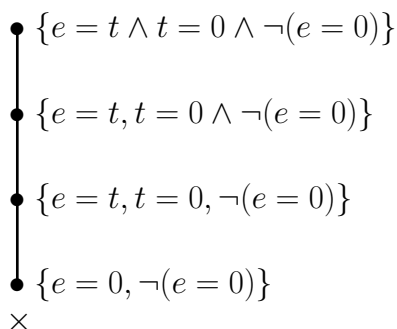 {e = t ∧ t = 0 ∧ ¬(e = 0)}
{e = t, t = 0 ∧ ¬(e = 0)}
{e = t, t = 0, ¬(e = 0)}
{e = 0, ¬(e = 0)}
×